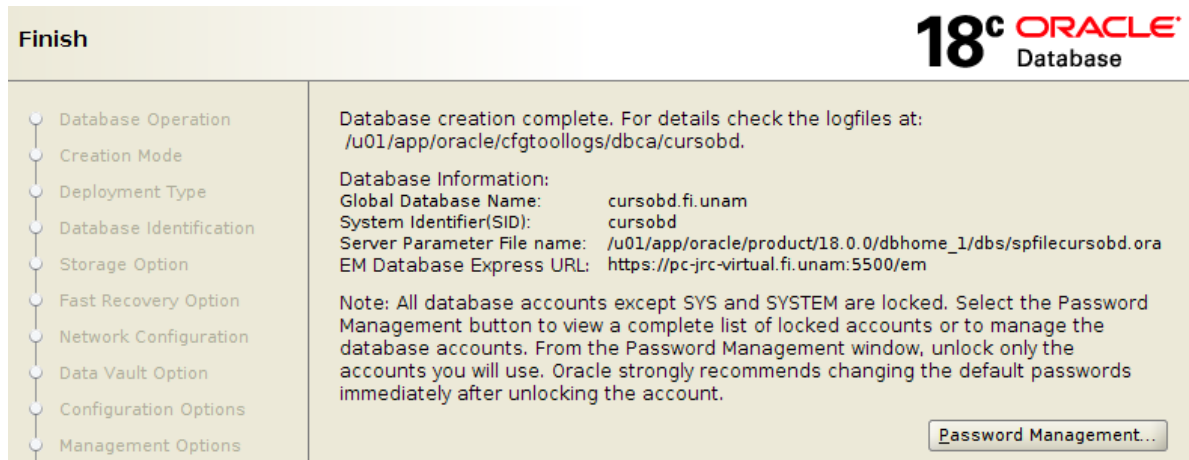 Finish
18c ORACLE
Database
Database Operation
Creation Mode
Deployment Type
Database Identification
Storage Option
Fast Recovery Option
Network Configuration
Data Vault Option
Configuration Options
Management Options
Database creation complete. For details check the logfiles at:
/u01/app/oracle/cfgtoollogs/dbca/cursobd.
Database Information:
Global Database Name: cursobd.fi.unam
System Identifier(SID): cursobd
Server Parameter File name: /u01/app/oracle/product/18.0.0/dbhome_1/dbs/spfilecursobd.ora
EM Database Express URL: https://pc-jrc-virtual.fi.unam:5500/em
Note: All database accounts except SYS and SYSTEM are locked. Select the Password
Management button to view a complete list of locked accounts or to manage the
database accounts. From the Password Management window, unlock only the
accounts you will use. Oracle strongly recommends changing the default passwords
immediately after unlocking the account.
Password Management...